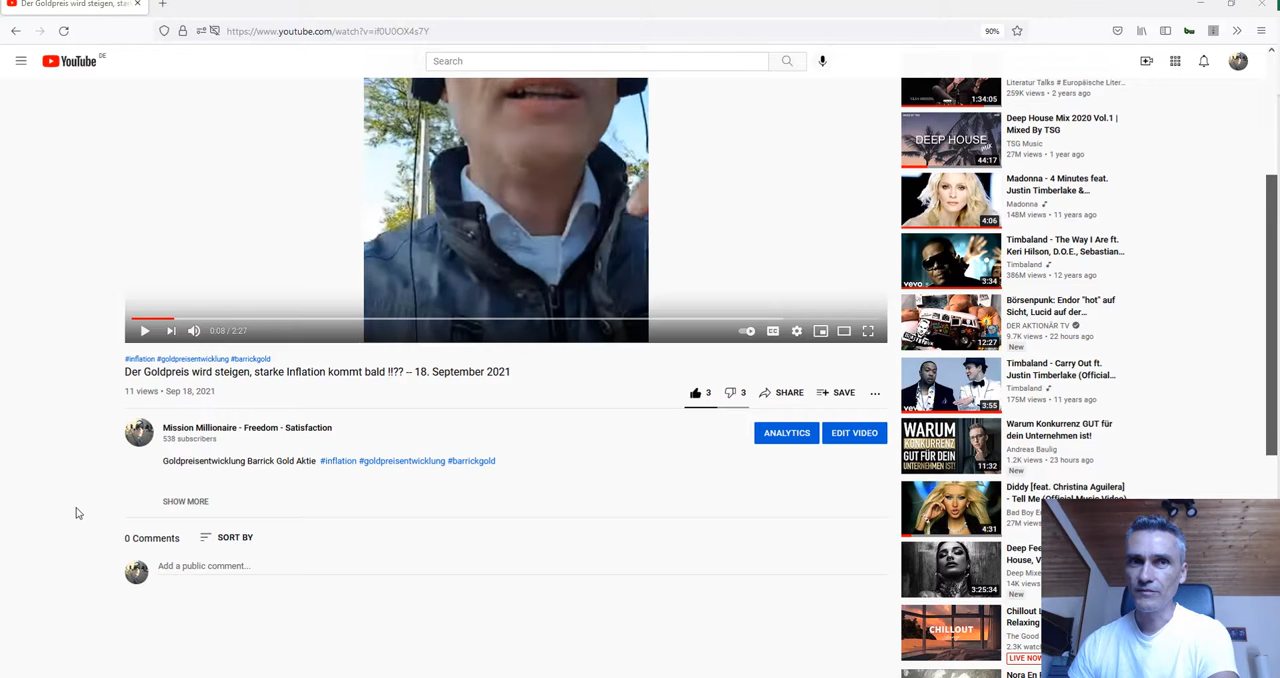 Der Goldpreis wird steigen, sta
https://www.youtube.com/watch?v=if0U0OX4s7Y
90%
YouTube DE
Search
0:08 / 2:27
CC
#inflation #goldpreisentwicklung #barrickgold
Der Goldpreis wird steigen, starke Inflation kommt bald !!?? – 18. September 2021
11 views • Sep 18, 2021
3
3
SHARE
SAVE
Mission Millionaire - Freedom - Satisfaction
538 subscribers
ANALYTICS
EDIT VIDEO
Goldpreisentwicklung Barrick Gold Aktie #inflation #goldpreisentwicklung #barrickgold
SHOW MORE
0 Comments
SORT BY
Add a public comment...
Literatur Talks # Europäische Liter...
259K views • 2 years ago
1:34:05
Deep House Mix 2020 Vol.1 |
Mixed By TSG
TSG Music
27M views • 1 year ago
DEEP HOUSE
44:17
Madonna - 4 Minutes feat.
Justin Timberlake &...
Madonna
148M views • 11 years ago
4:06
Timbaland - The Way I Are ft.
Keri Hilson, D.O.E., Sebastian...
Timbaland
386M views • 12 years ago
vevo
3:34
Börsenpunk: Endor "hot" auf
Sicht, Lucid auf der...
DER AKTIONÄR TV
9.7K views • 22 hours ago
New
12:27
Timbaland - Carry Out ft.
Justin Timberlake (Official...
Timbaland
175M views • 11 years ago
vevo
3:55
Warum Konkurrenz GUT für
dein Unternehmen ist!
Andreas Baulig
1.2K views • 23 hours ago
New
WARUM
KONKURRENZ
GUT FÜR DEIN
UNTERNEHMEN IST!
11:32
Diddy [feat. Christina Aguilera]
- Tell Me (Official Music Video)
Bad Boy E
27M views
4:31
Deep Fee
House, V
Deep Mixe
14K views
New
3:25:34
Chillout
Relaxing
The Good
2.3K watch
LIVE NOW
CHILLOUT
Nora En